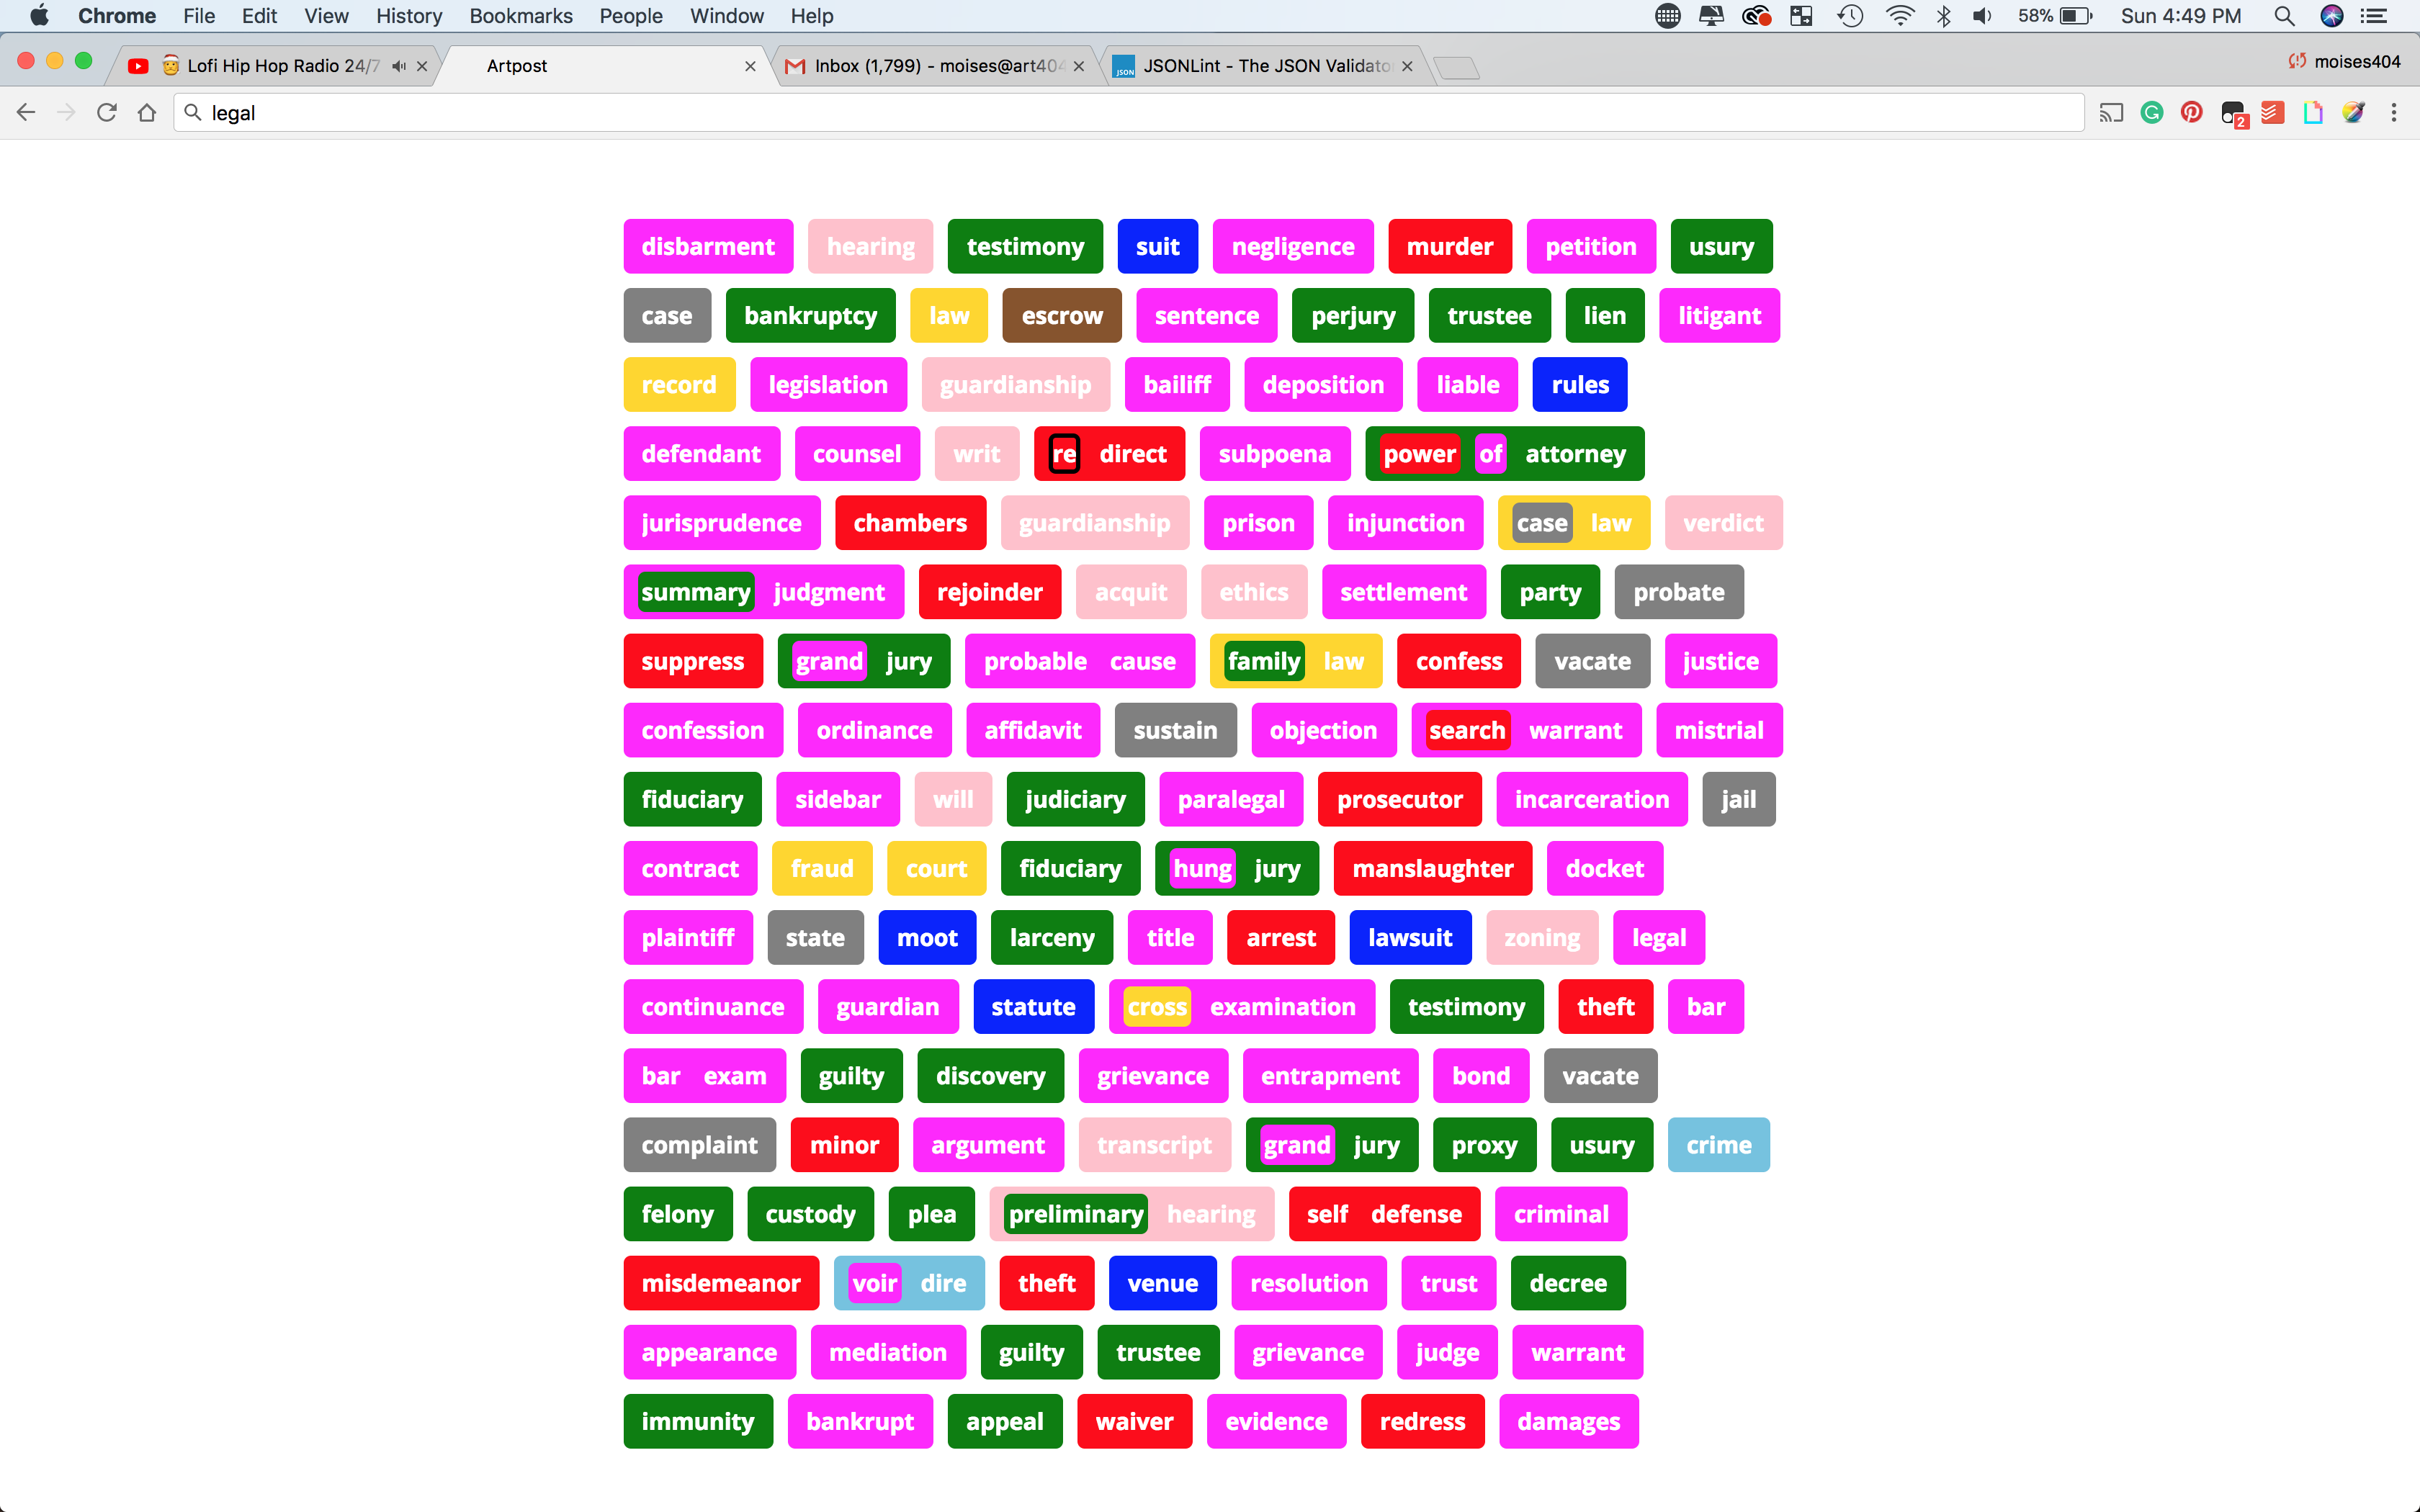 Chrome File Edit View History Bookmarks People Window Help 58% Sun 4:49 PM
Lofi Hip Hop Radio 24/7 Artpost Inbox (1,799) - moises@art404 JSON JSONLint - The JSON Validator moises404
legal 2
disbarment hearing testimony suit negligence murder petition usury
case bankruptcy law escrow sentence perjury trustee lien litigant
record legislation guardianship bailiff deposition liable rules
defendant counsel writ re direct subpoena power of attorney
jurisprudence chambers guardianship prison injunction case law verdict
summary judgment rejoinder acquit ethics settlement party probate
suppress grand jury probable cause family law confess vacate justice
confession ordinance affidavit sustain objection search warrant mistrial
fiduciary sidebar will judiciary paralegal prosecutor incarceration jail
contract fraud court fiduciary hung jury manslaughter docket
plaintiff state moot larceny title arrest lawsuit zoning legal
continuance guardian statute cross examination testimony theft bar
bar exam guilty discovery grievance entrapment bond vacate
complaint minor argument transcript grand jury proxy usury crime
felony custody plea preliminary hearing self defense criminal
misdemeanor voir dire theft venue resolution trust decree
appearance mediation guilty trustee grievance judge warrant
immunity bankrupt appeal waiver evidence redress damages